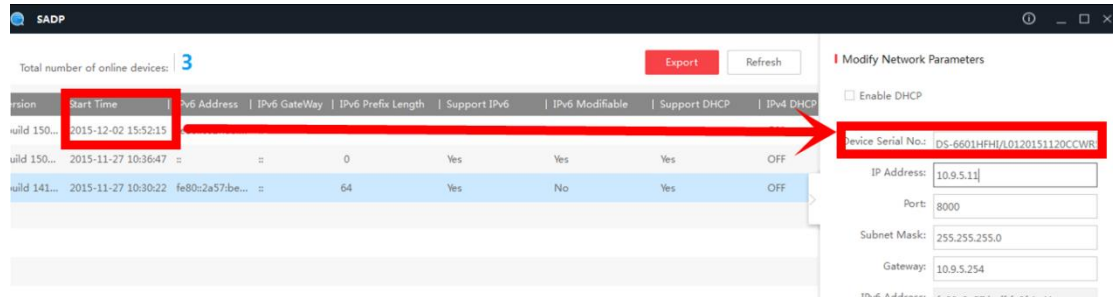 SADP
Total number of online devices: 3
Export
Refresh
ersion | Start Time | IPv6 Address | IPv6 GateWay | IPv6 Prefix Length | Support IPv6 | IPv6 Modifiable | Support DHCP | IPv4 DHCP
uild 150... 2015-12-02 15:52:15
uild 150... 2015-11-27 10:36:47 :: :: 0 Yes Yes Yes OFF
uild 141... 2015-11-27 10:30:22 fe80::2a57:be... :: 64 Yes No Yes OFF
Modify Network Parameters
Enable DHCP
Device Serial No.: DS-6601HFHI/L0120151120CCWR
IP Address: 10.9.5.11
Port: 8000
Subnet Mask: 255.255.255.0
Gateway: 10.9.5.254
IPv6 Address: